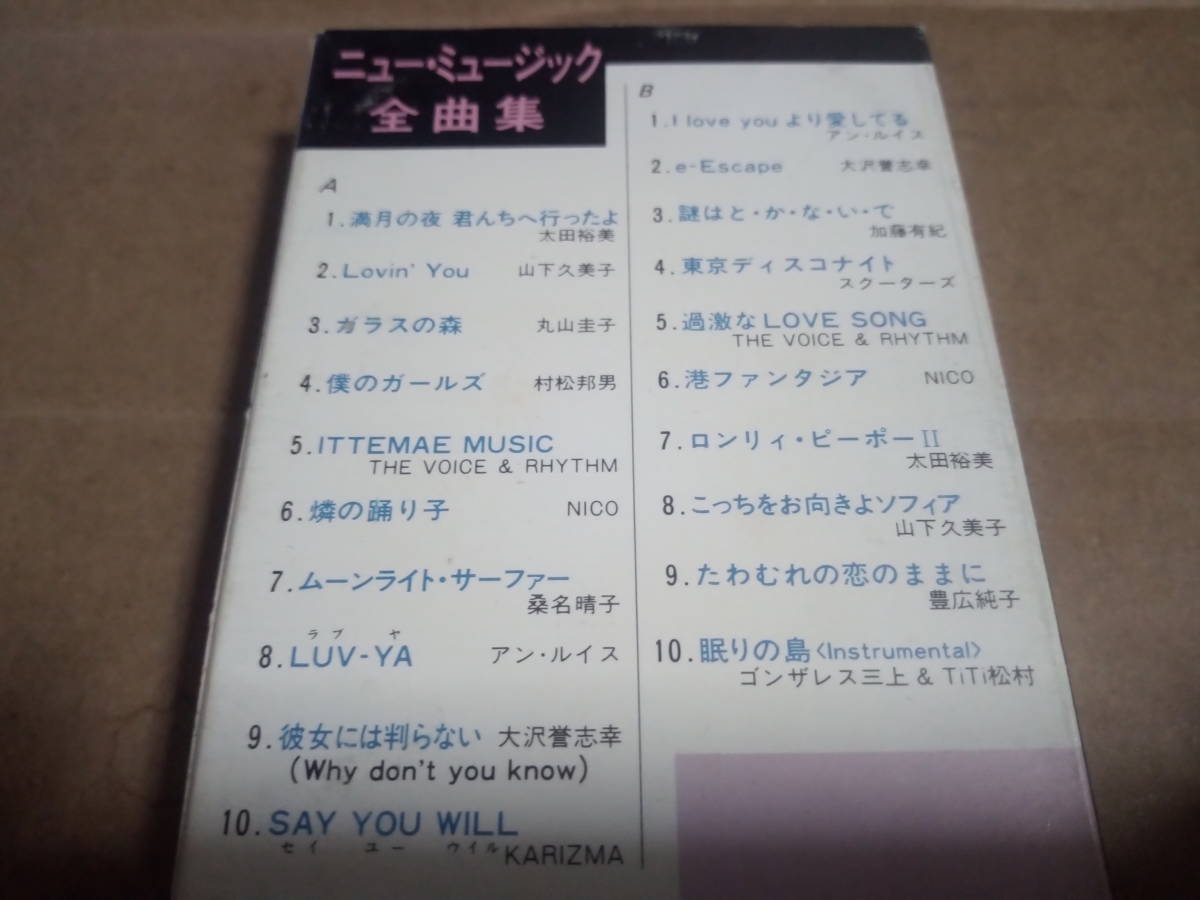 ニュー・ミュージック
全曲集
A
1.満月の夜 君んちへ行ったよ
太田裕美
2.Lovin' You 山下久美子
3.ガラスの森 丸山圭子
4.僕のガールズ 村松邦男
5.ITTEMAE MUSIC
THE VOICE & RHYTHM
6.燐の踊り子 NICO
7.ムーンライト・サーファー
桑名晴子
ラブ ヤ
8.LUV-YA アン・ルイス
9.彼女には判らない 大沢誉志幸
(Why don't you know)
10.SAY YOU WILL
セイ ユー ウイル KARIZMA
B
1.I love you より愛してる
アン・ルイス
2.e-Escape 大沢誉志幸
3.謎はと・か・な・い・で
加藤有紀
4.東京ディスコナイト
スクーターズ
5.過激なLOVE SONG
THE VOICE & RHYTHM
6.港ファンタジア NICO
7.ロンリィ・ピーポーII
太田裕美
8.こっちをお向きよソフィア
山下久美子
9.たわむれの恋のままに
豊広純子
10.眠りの島〈Instrumental〉
ゴンザレス三上 & TiTi松村